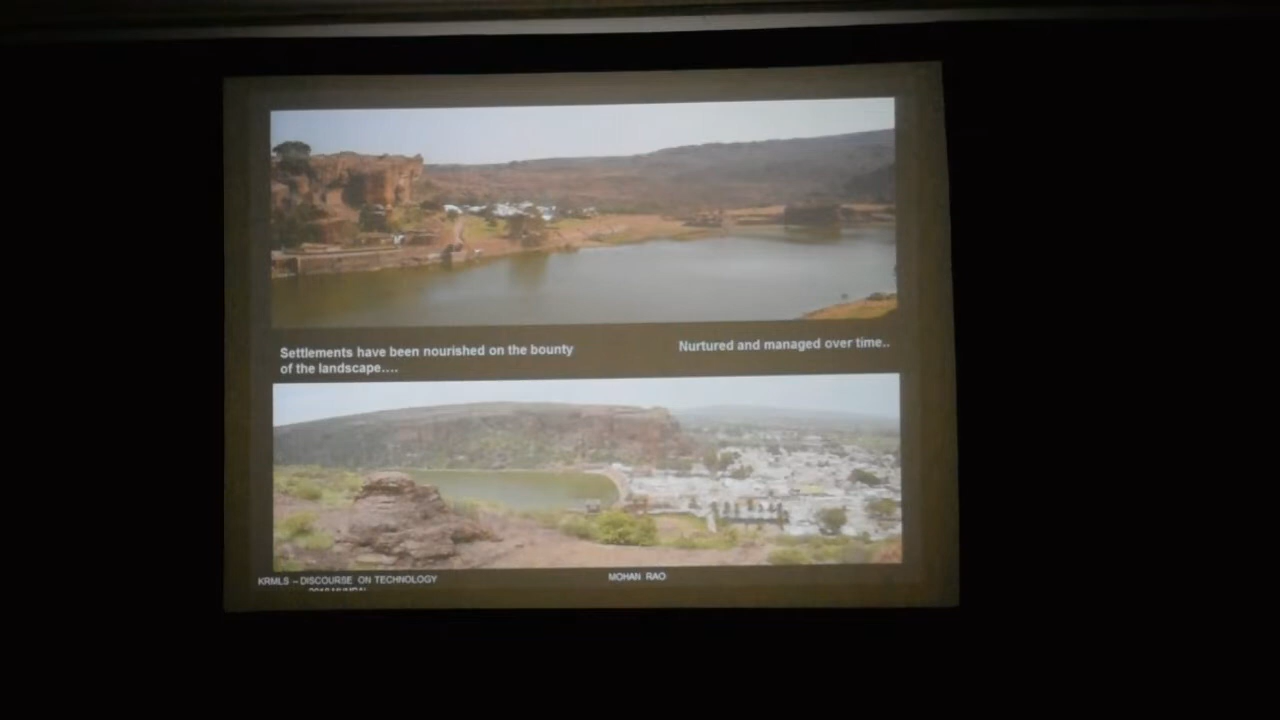 Settlements have been nourished on the bounty
of the landscape....
Nurtured and managed over time..
KRMLS – DISCOURSE ON TECHNOLOGY
MOHAN RAO